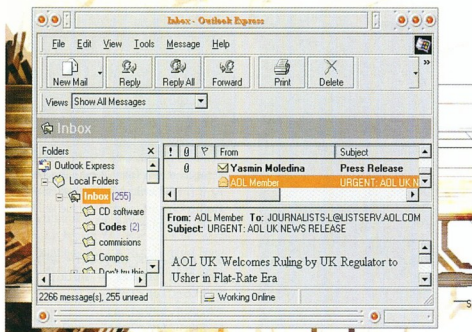 Inbox - Outlook Express
File Edit View Tools Message Help
New Mail Reply Reply All Forward Print Delete »
Views Show All Messages
Inbox
Folders X ! From Subject
Outlook Express
Yasmin Moledina Press Release
Local Folders
AOL Member URGENT: AOL UK N
Inbox (255)
CD software
Codes (2)
commisions
Compos
Don't try this
From: AOL Member To: JOURNALISTS-L@LISTSERV.AOL.COM
Subject: URGENT: AOL UK NEWS RELEASE
AOL UK Welcomes Ruling by UK Regulator to
Usher in Flat-Rate Era
2266 message(s), 255 unread Working Online